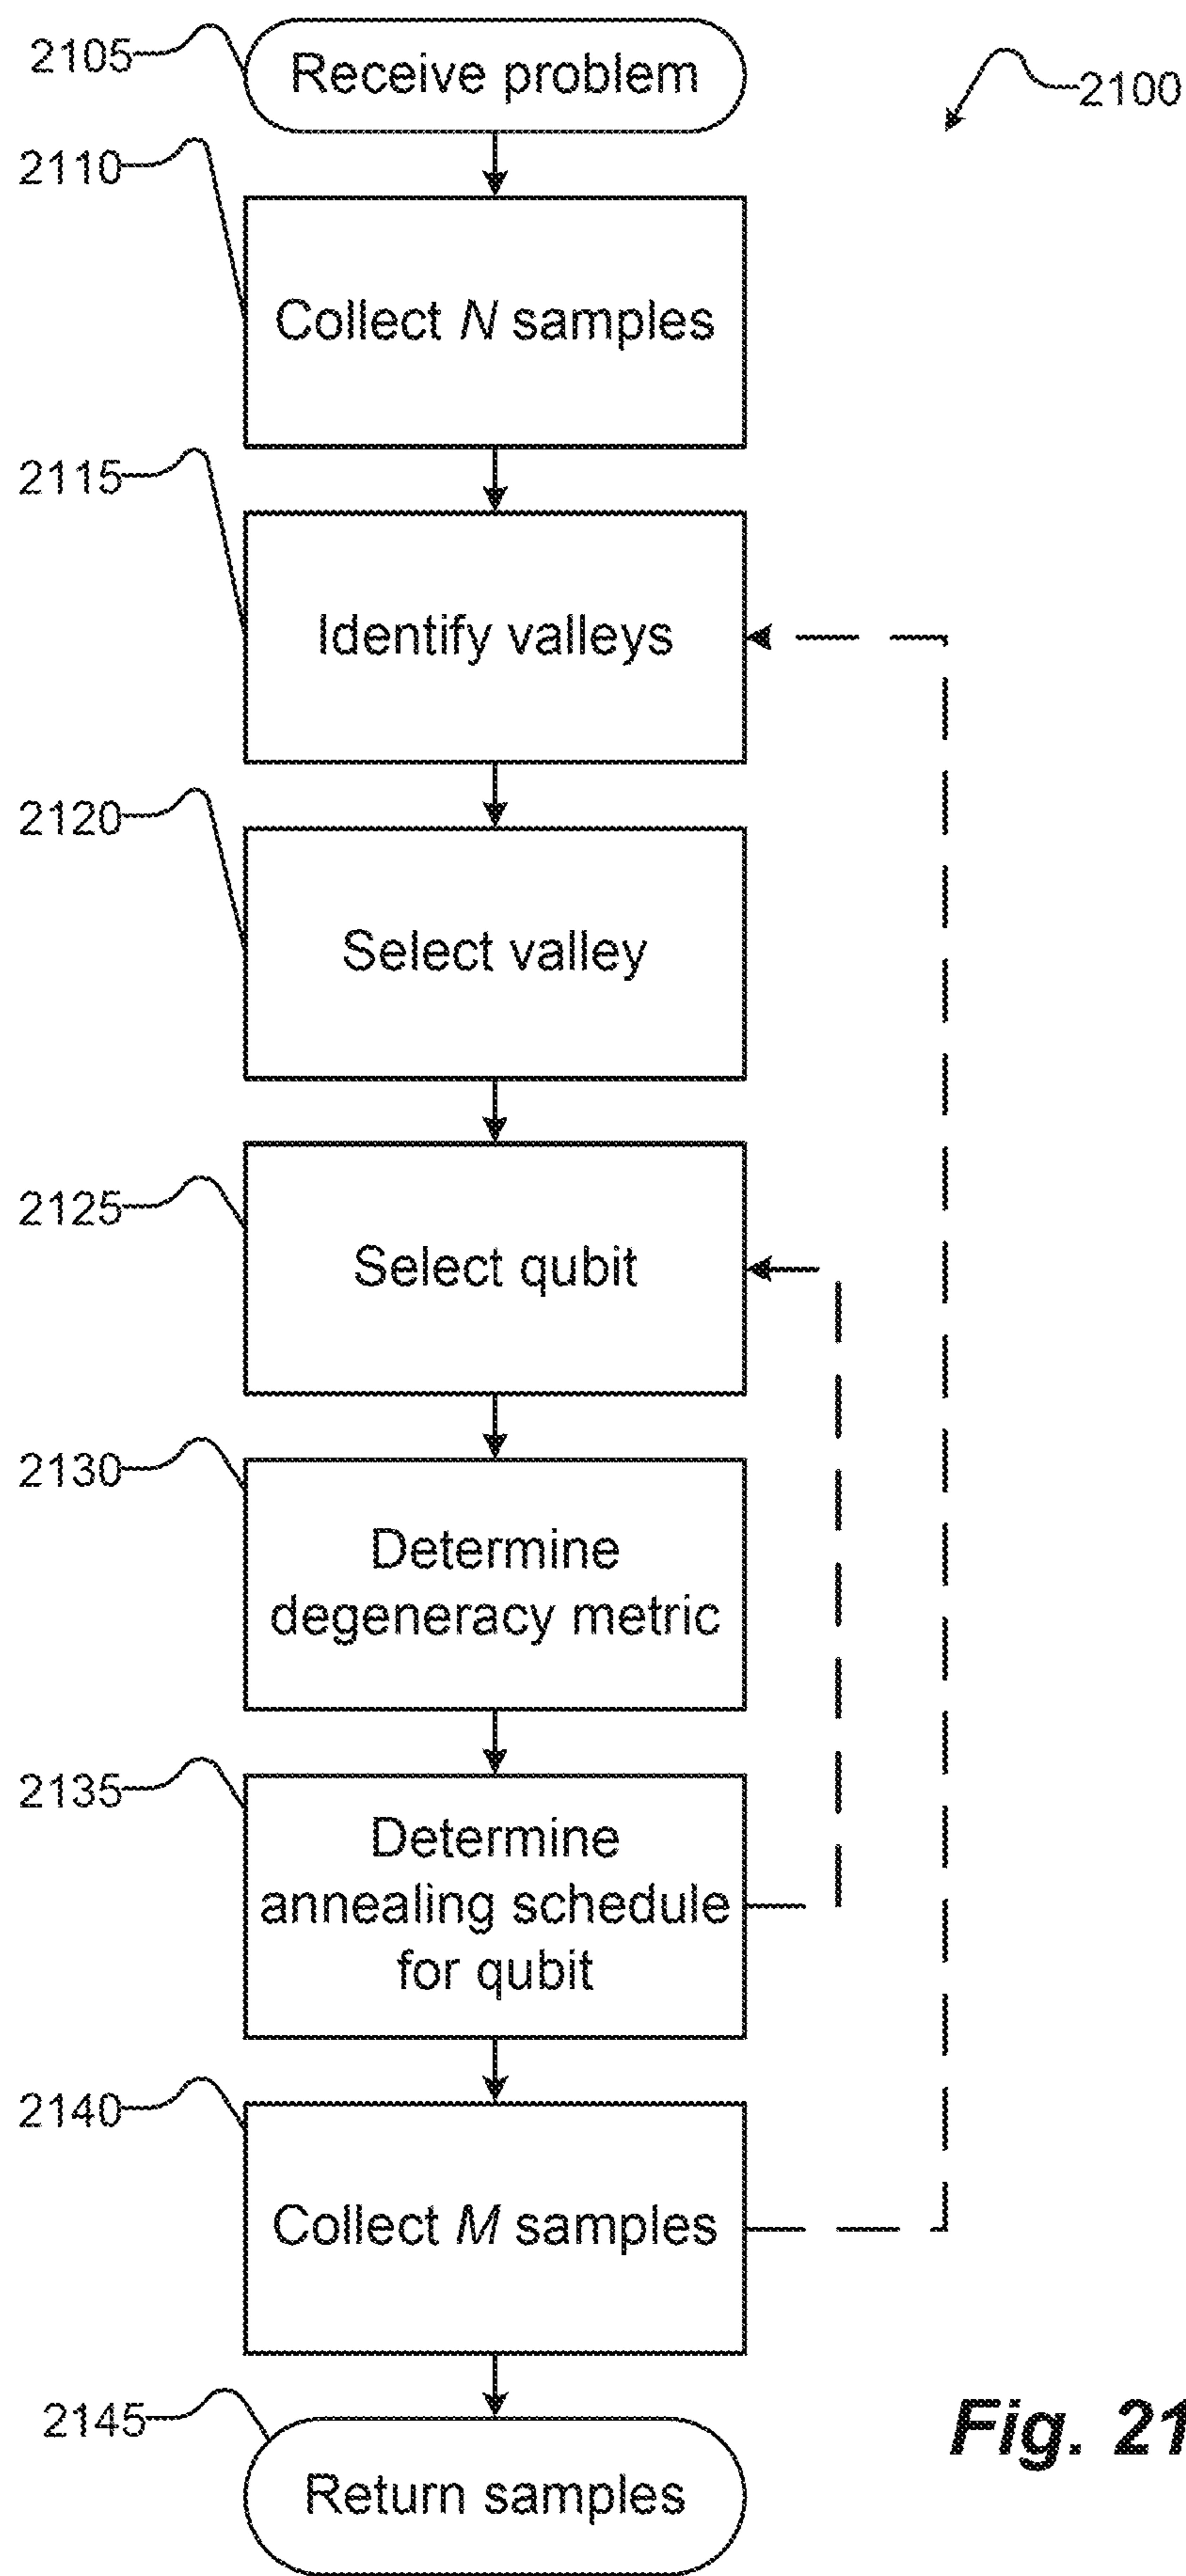 2105
Receive problem
2100
2110
Collect N samples
2115
Identify valleys
2120
Select valley
2125
Select qubit
2130
Determine
degeneracy metric
2135
Determine
annealing schedule
for qubit
2140
Collect M samples
2145
Return samples
Fig. 21